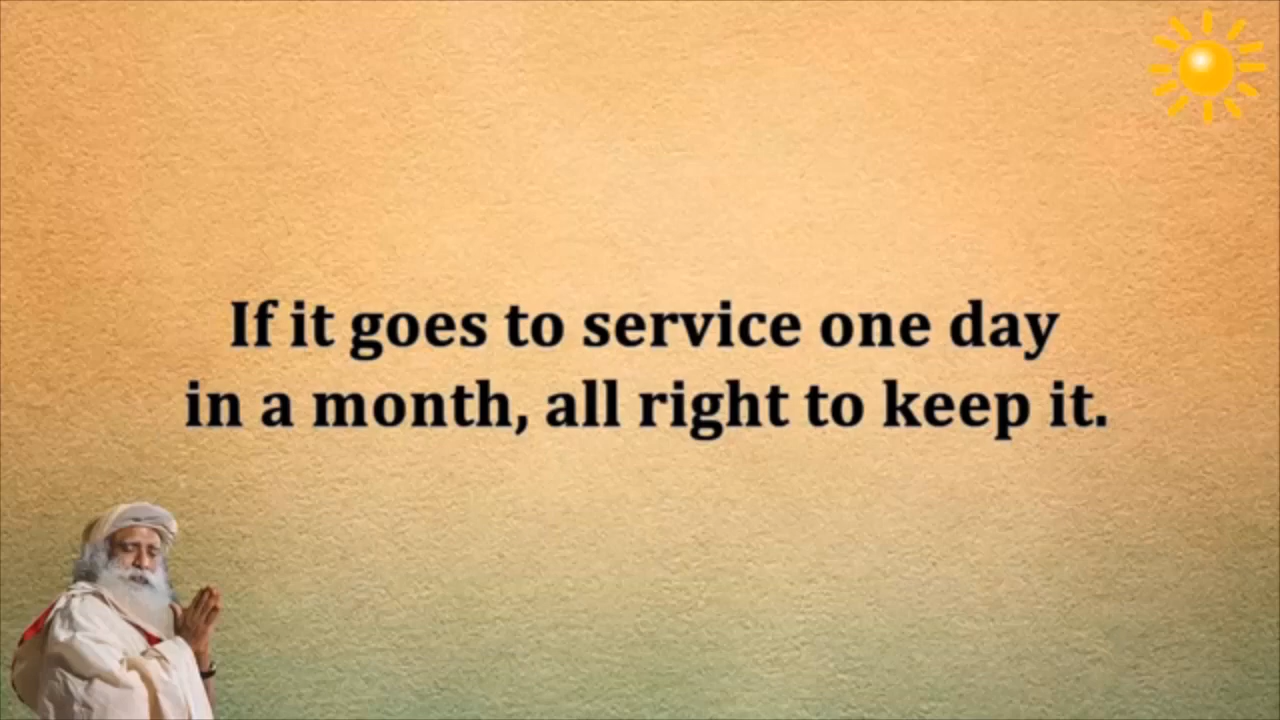 If it goes to service one day
in a month, all right to keep it.